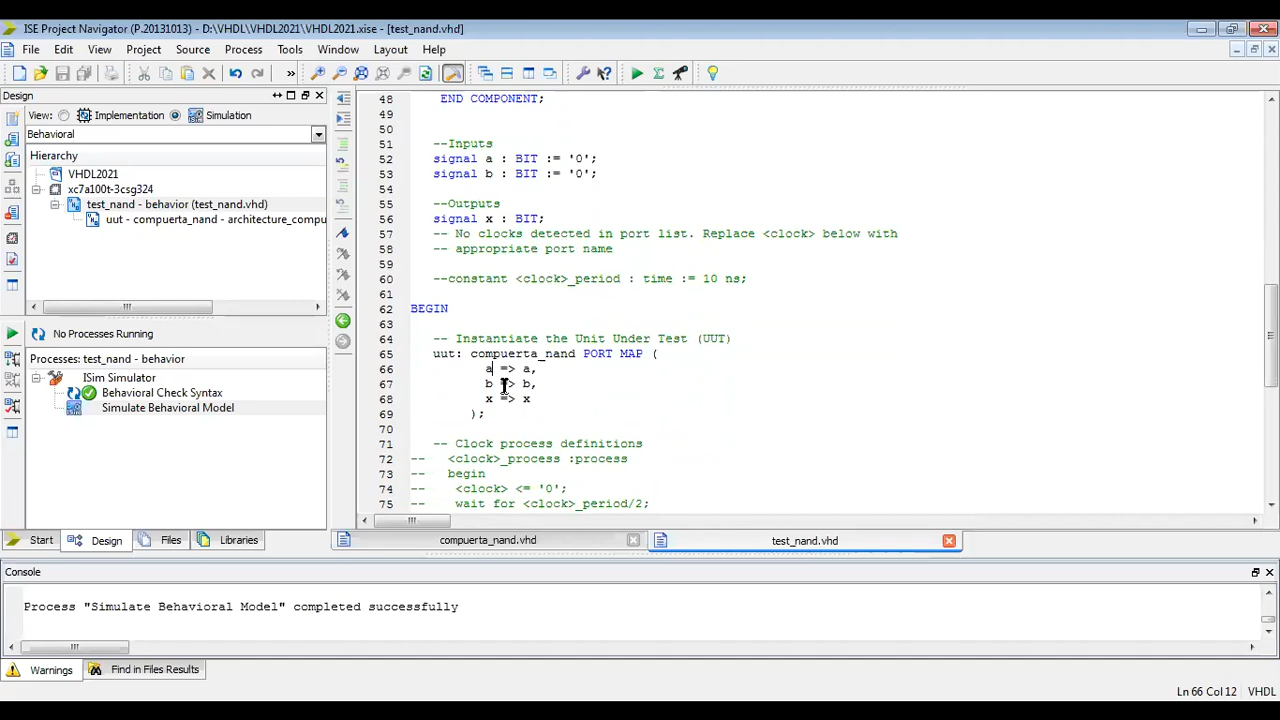 ISE Project Navigator (P.20131013) - D:\VHDL\VHDL2021\VHDL2021.xise - [test_nand.vhd]
File Edit View Project Source Process Tools Window Layout Help
Design
View: Implementation Simulation
Behavioral
Hierarchy
VHDL2021
xc7a100t-3csg324
test_nand - behavior (test_nand.vhd)
uut - compuerta_nand - architecture_compu
No Processes Running
Processes: test_nand - behavior
ISim Simulator
Behavioral Check Syntax
Simulate Behavioral Model
Start Design Files Libraries
48 END COMPONENT;
49
50
51 --Inputs
52 signal a : BIT := '0';
53 signal b : BIT := '0';
54
55 --Outputs
56 signal x : BIT;
57 -- No clocks detected in port list. Replace <clock> below with
58 -- appropriate port name
59
60 --constant <clock>_period : time := 10 ns;
61
62 BEGIN
63
64 -- Instantiate the Unit Under Test (UUT)
65 uut: compuerta_nand PORT MAP (
66 a => a,
67 b => b,
68 x => x
69 );
70
71 -- Clock process definitions
72 -- <clock>_process :process
73 -- begin
74 -- <clock> <= '0';
75 -- wait for <clock>_period/2;
compuerta_nand.vhd test_nand.vhd
Console
Process "Simulate Behavioral Model" completed successfully
Warnings Find in Files Results
Ln 66 Col 12 VHDL